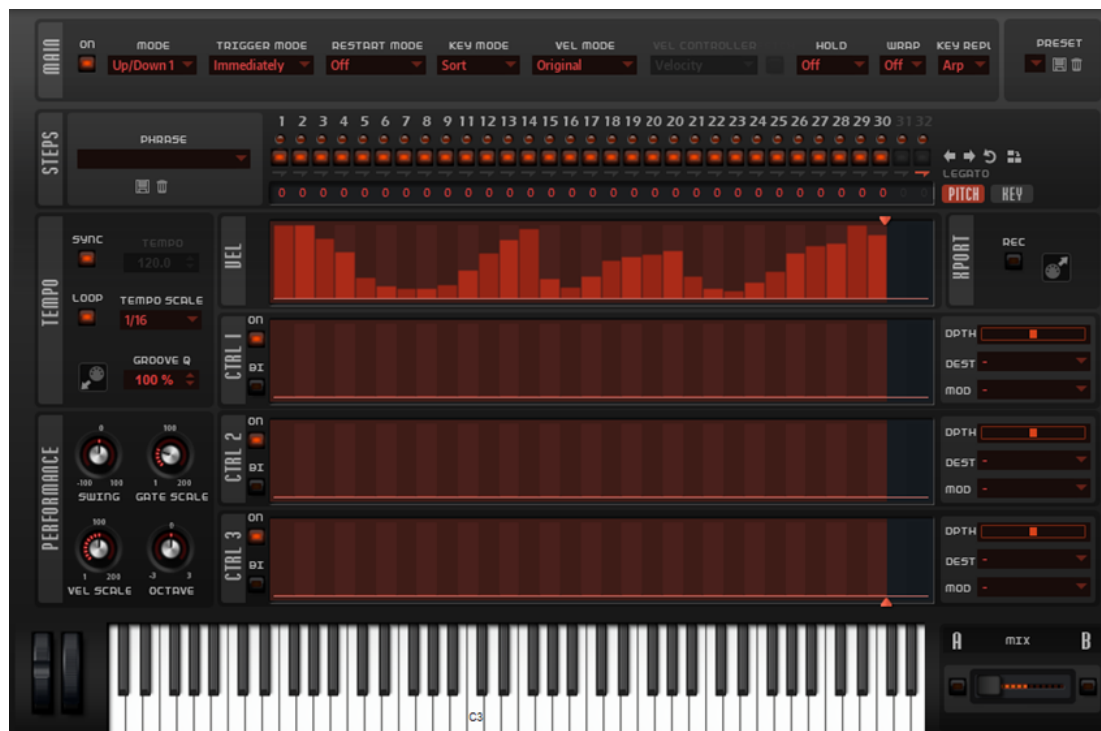 MAIN
ON MODE TRIGGER MODE RESTART MODE KEY MODE VEL MODE VEL CONTROLLER HOLD WRAP KEY REPL PRESET
Up/Down 1 Immediately Off Sort Original Velocity Off Off Arp
STEPS
PHRASE
1 2 3 4 5 6 7 8 9 11 12 13 14 15 16 17 18 19 20 20 21 22 23 24 25 26 27 28 29 30 31 32
0 0 0 0 0 0 0 0 0 0 0 0 0 0 0 0 0 0 0 0 0 0 0 0 0 0 0 0 0 0 0 0
LEGATO
PITCH KEY
TEMPO
SYNC TEMPO
120.0
LOOP TEMPO SCALE
1/16
GROOVE Q
100 %
VEL
XPORT
REC
CTRL 1
ON
BI
DPTH
DEST -
MOD -
PERFORMANCE
0 100
-100 100 1 200
SWING GATE SCALE
100 0
1 200 -3 3
VEL SCALE OCTAVE
CTRL 2
ON
BI
DPTH
DEST -
MOD -
CTRL 3
ON
BI
DPTH
DEST -
MOD -
C3
A MIX B